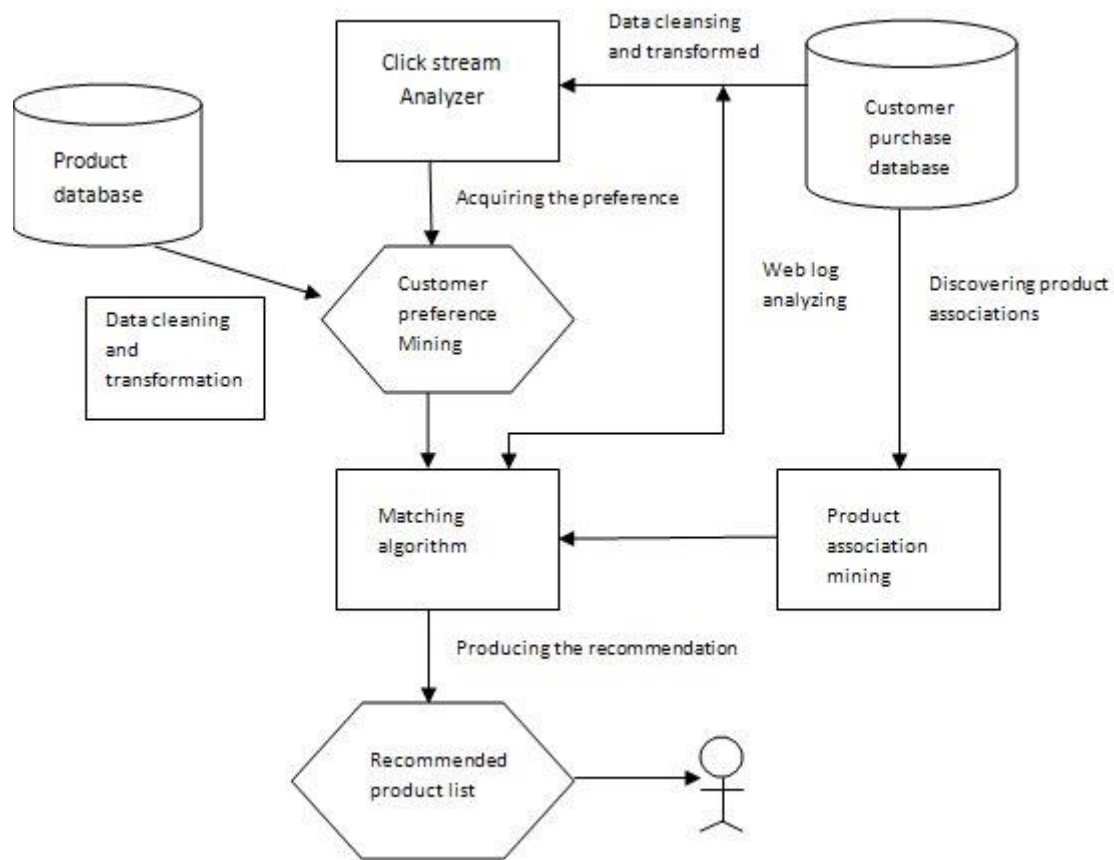 Data cleansing
and transformed
Click stream
Analyzer
Customer
purchase
database
Product
database
Acquiring the preference
Web log
analyzing
Discovering product
associations
Customer
preference
Mining
Data cleaning
and
transformation
Matching
algorithm
Product
association
mining
Producing the recommendation
Recommended
product list